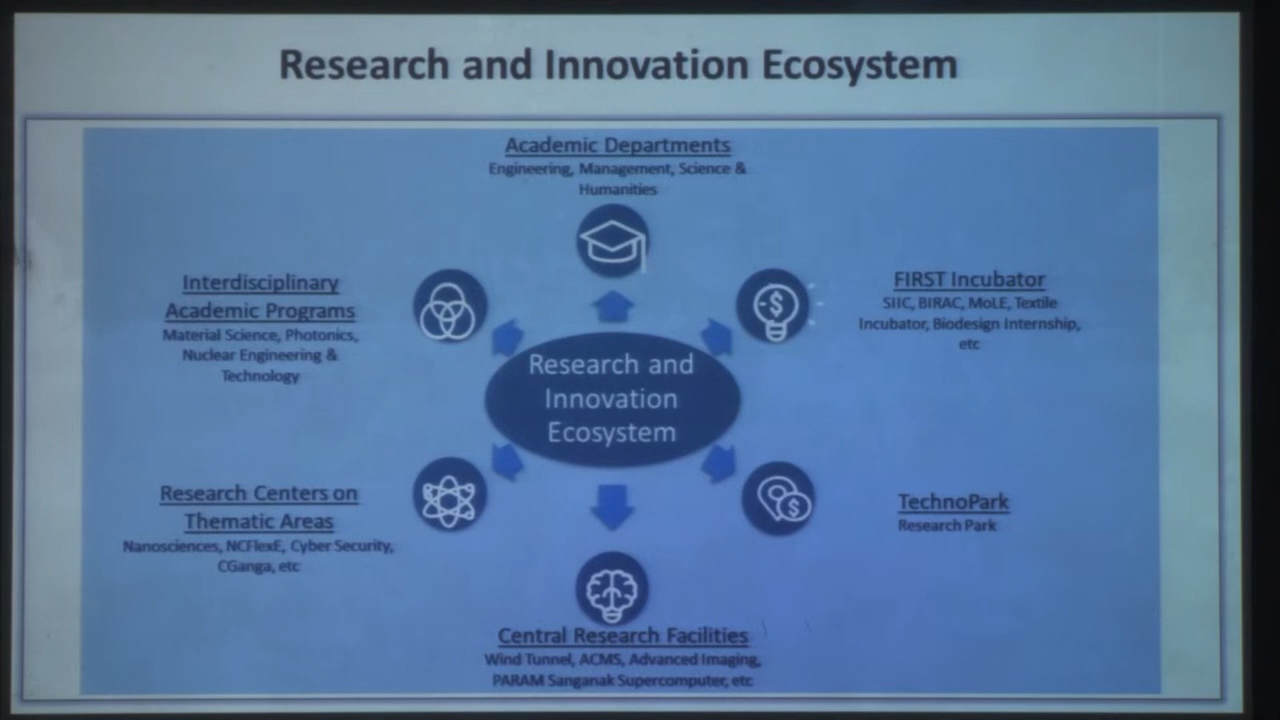 Research and Innovation Ecosystem
Academic Departments
Engineering, Management, Science &
Humanities
Interdisciplinary
Academic Programs
Material Science, Photonics,
Nuclear Engineering &
Technology
FIRST Incubator
SIIC, BIRAC, MoLE, Textile
Incubator, Biodesign Internship,
etc
Research and
Innovation
Ecosystem
Research Centers on
Thematic Areas
Nanosciences, NCFlexE, Cyber Security,
CGanga, etc
TechnoPark
Research Park
Central Research Facilities
Wind Tunnel, ACMS, Advanced Imaging,
PARAM Sanganak Supercomputer, etc